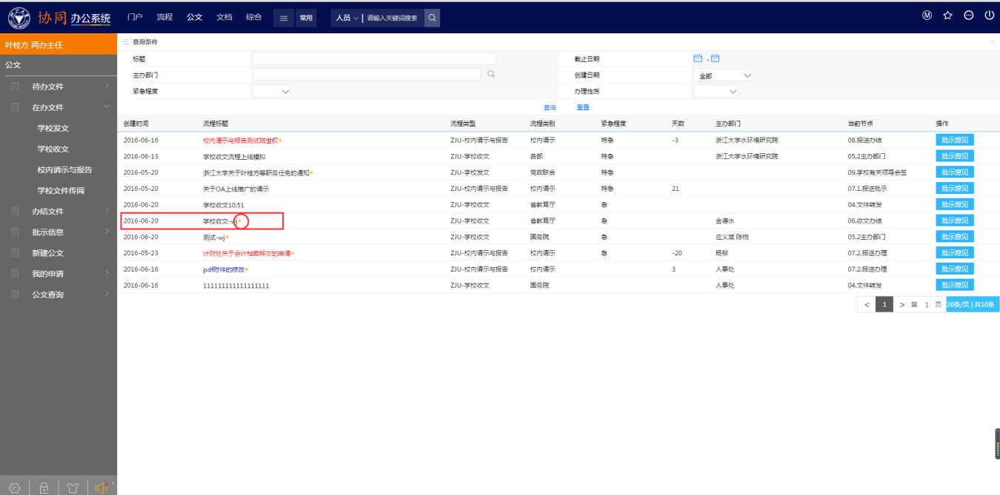 协同 办公系统 门户 流程 公文 文档 综合 常用 人员 请输入关键词搜索
叶桂方 两办主任
公文
待办文件
在办文件
学校发文
学校收文
校内请示与报告
学校文件传阅
办结文件
批示信息
新建公文
我的申请
公文查询
查询条件
标题 截止日期 -
主办部门 创建日期 全部
紧急程度 办理性质
查询 重置
创建时间 流程标题 流程类型 流程类别 紧急程度 天数 主办部门 当前节点 操作
2016-06-16 校内请示与报告测试陆世权 ZJU-校内请示与报告 校内请示 特急 -3 浙江大学水环境研究院 08.报送办结 批示意见
2016-06-13 学校收文流程上线模拟 ZJU-学校收文 各部 特急 浙江大学水环境研究院 05.2主办部门 批示意见
2016-05-20 浙江大学关于叶桂方等职务任免的通知 ZJU-学校发文 党政联合 特急 09.学校有关领导会签 批示意见
2016-05-20 关于OA上线推广的请示 ZJU-校内请示与报告 校内请示 特急 21 07.1.报送批示 批示意见
2016-06-20 学校收文10:51 ZJU-学校收文 省教育厅 急 04.文件转发 批示意见
2016-06-20 学校收文-wj ZJU-学校收文 省教育厅 急 金德水 06.收文办结 批示意见
2016-06-20 测试-wj ZJU-学校收文 国务院 急 应义斌 陈悦 05.2主办部门 批示意见
2016-05-23 计财处关于会计档案移交的申请 ZJU-校内请示与报告 校内请示 急 -20 杨柳 07.2.报送办理 批示意见
2016-06-16 pdf附件的修改 ZJU-校内请示与报告 校内请示 3 人事处 07.2.报送办理 批示意见
2016-06-16 111111111111111111 ZJU-学校收文 国务院 人事处 04.文件转发 批示意见
< 1 > 第 1 页 20条/页 | 共10条